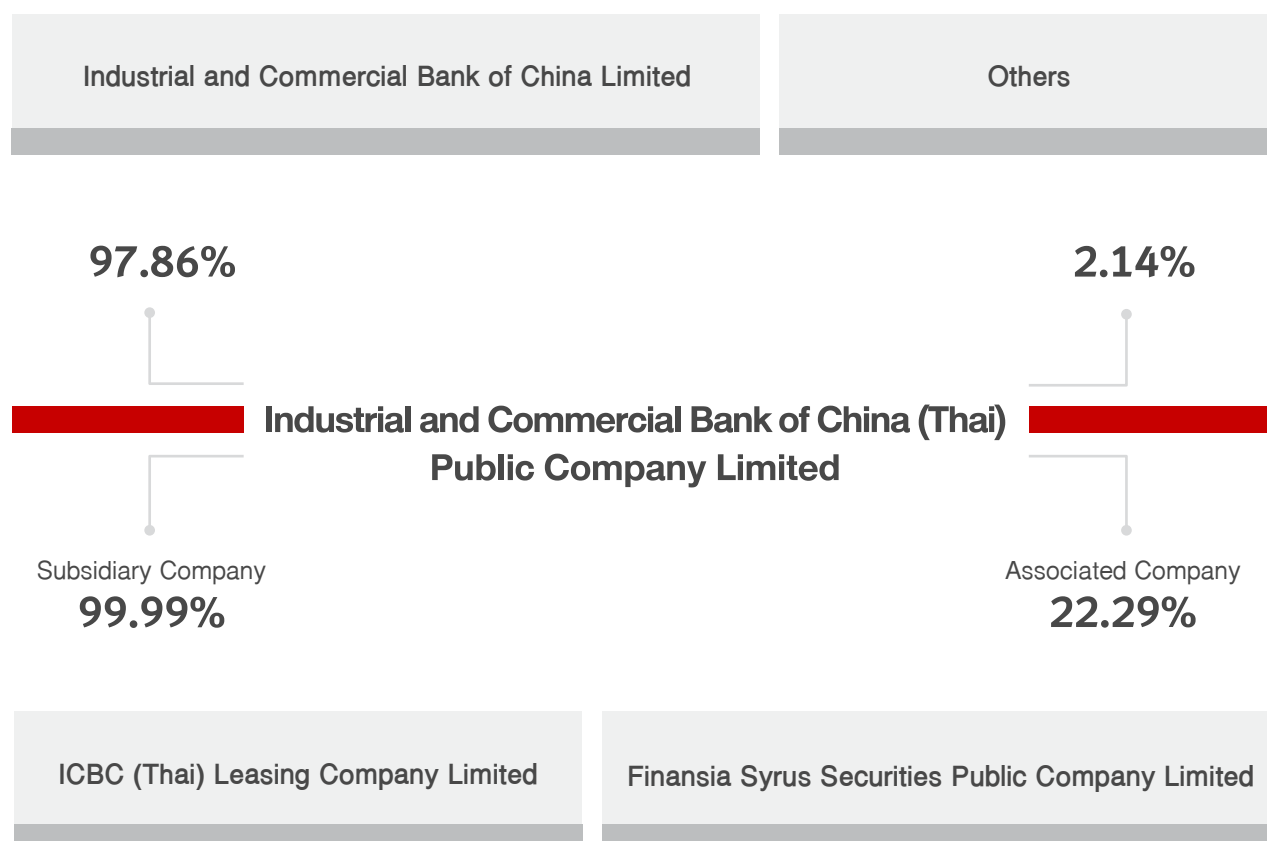 Industrial and Commercial Bank of China Limited
Others
97.86%
2.14%
Industrial and Commercial Bank of China (Thai)
Public Company Limited
Subsidiary Company
99.99%
Associated Company
22.29%
ICBC (Thai) Leasing Company Limited
Finansia Syrus Securities Public Company Limited